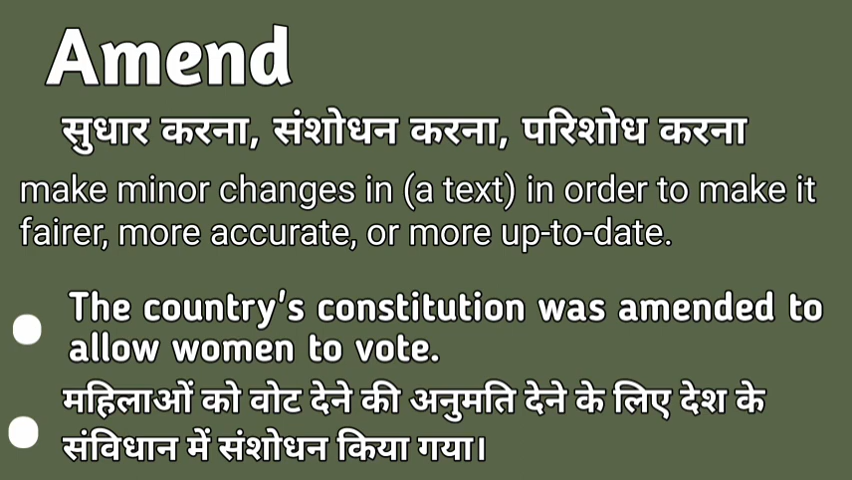 Amend
सुधार करना, संशोधन करना, परिशोध करना
make minor changes in (a text) in order to make it
fairer, more accurate, or more up-to-date.
The country's constitution was amended to
allow women to vote.
महिलाओं को वोट देने की अनुमति देने के लिए देश के
संविधान में संशोधन किया गया।